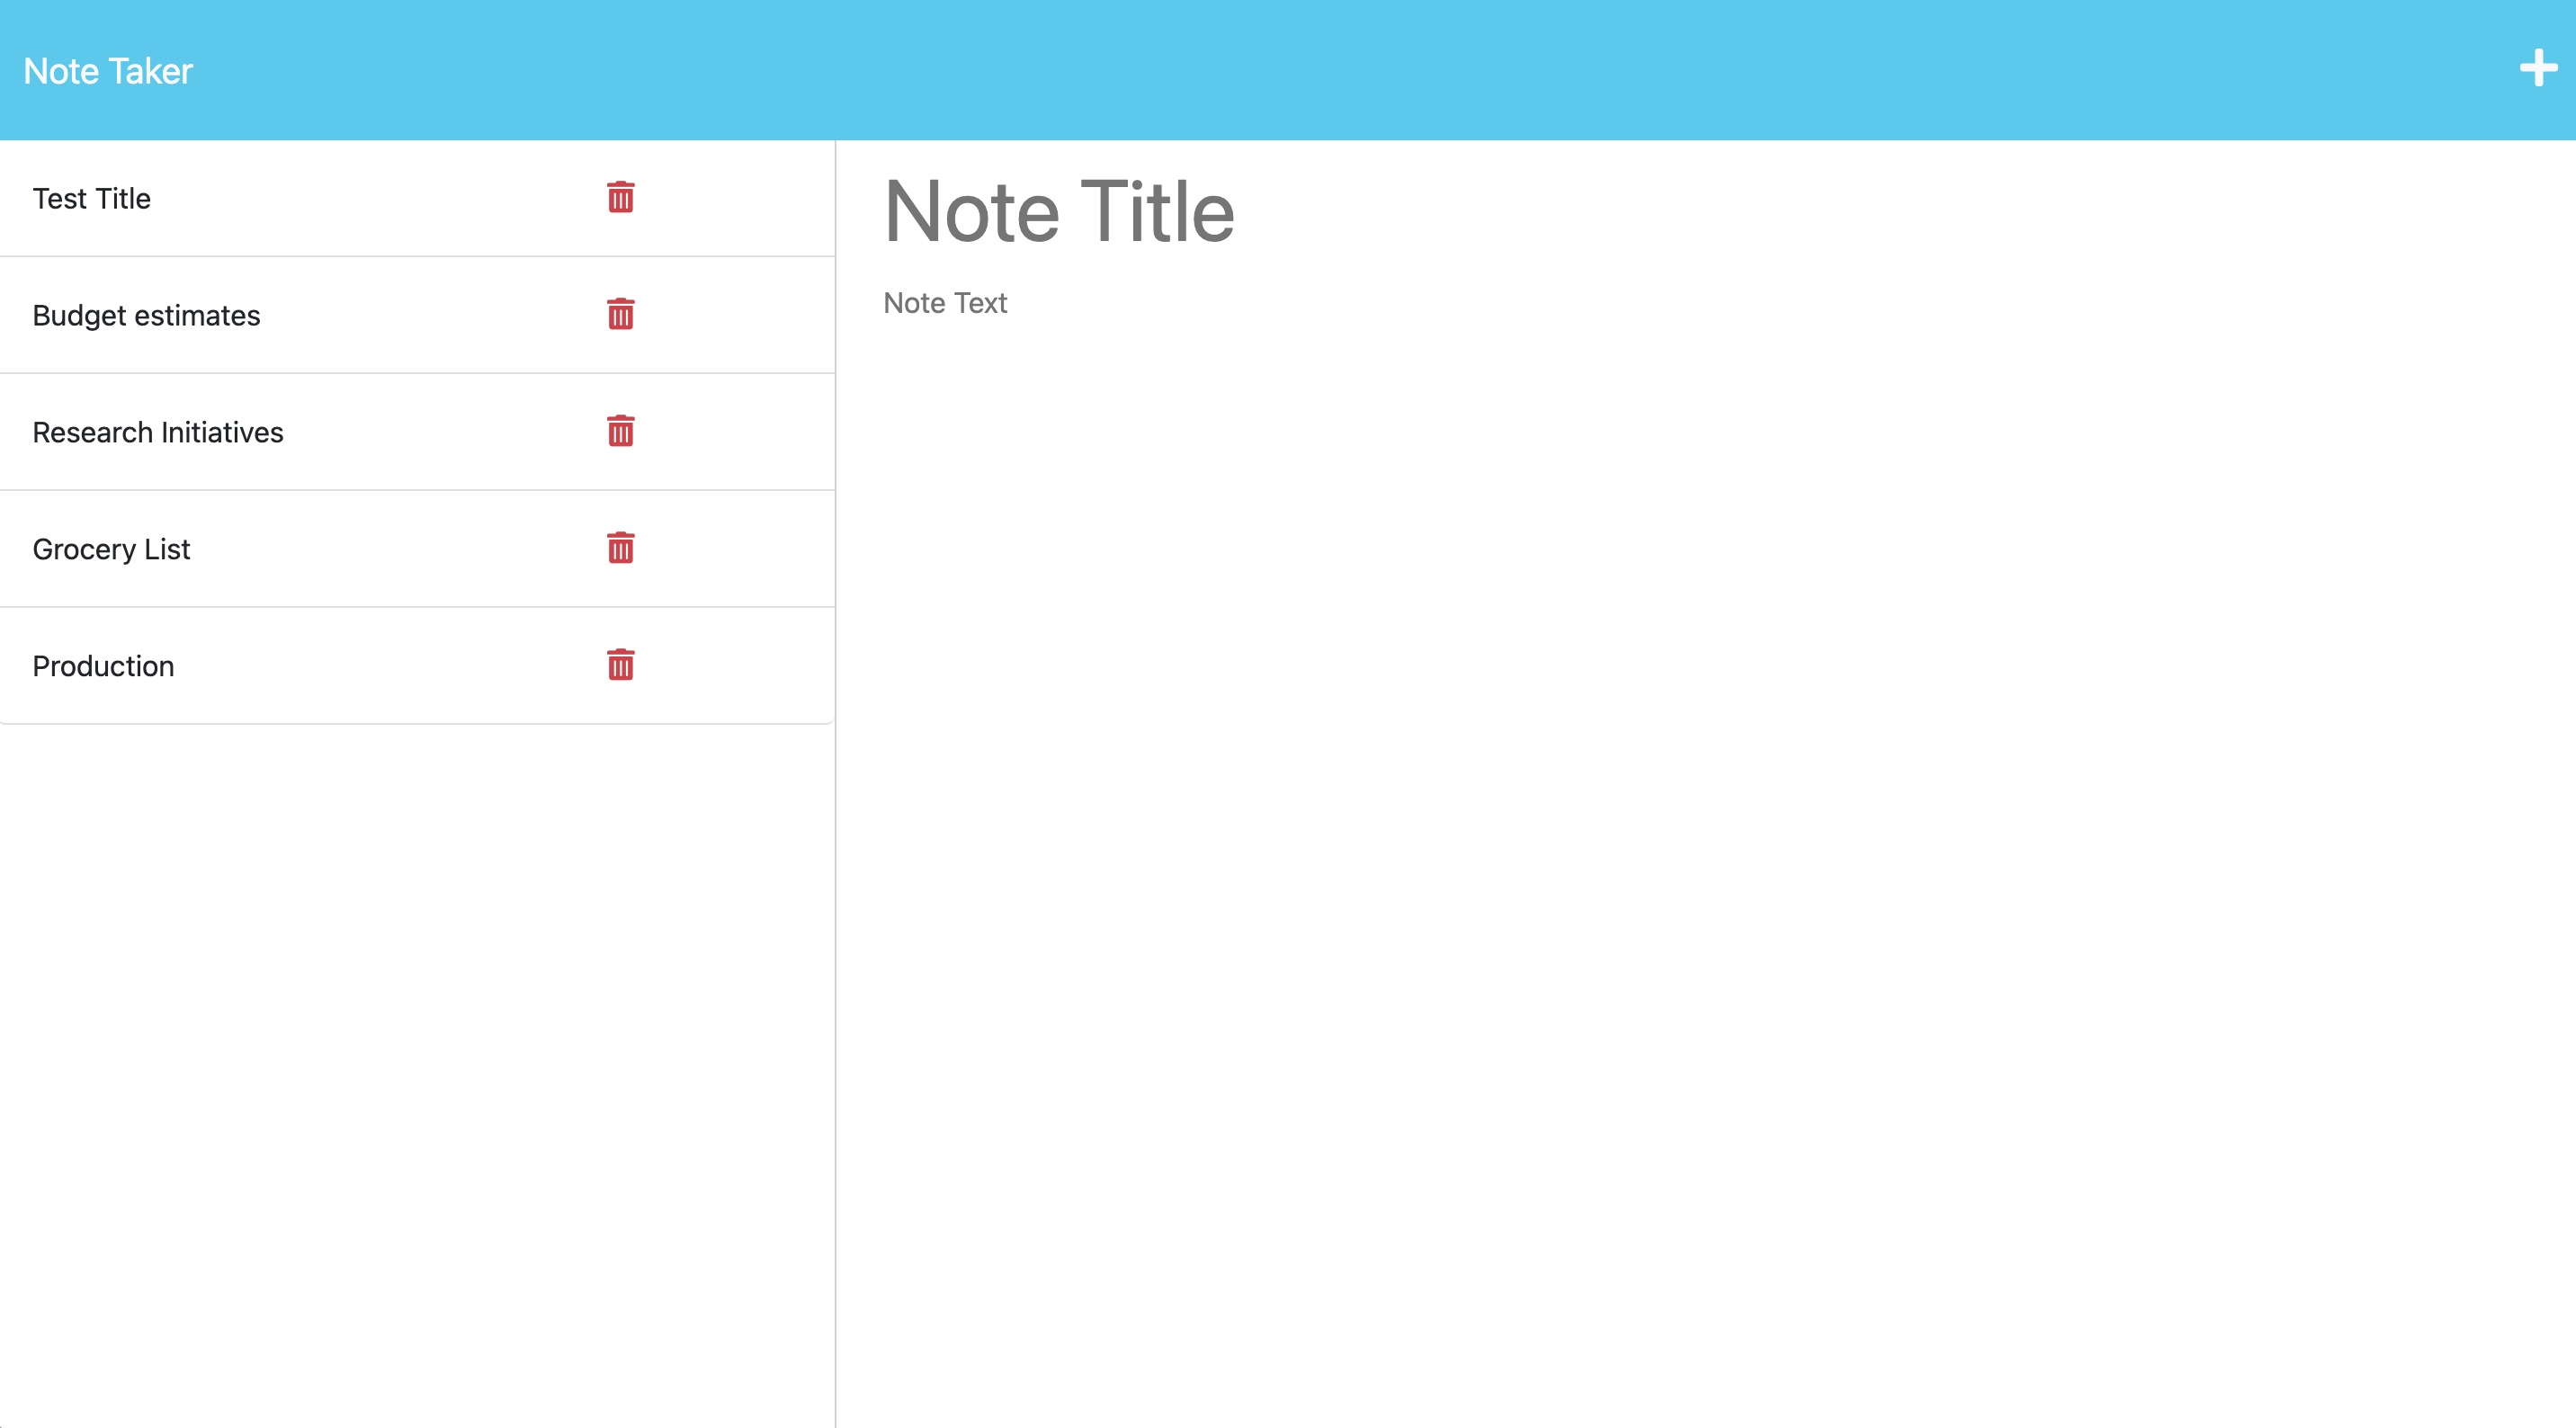 Note Taker
Test Title
Budget estimates
Research Initiatives
Grocery List
Production
Note Title
Note Text